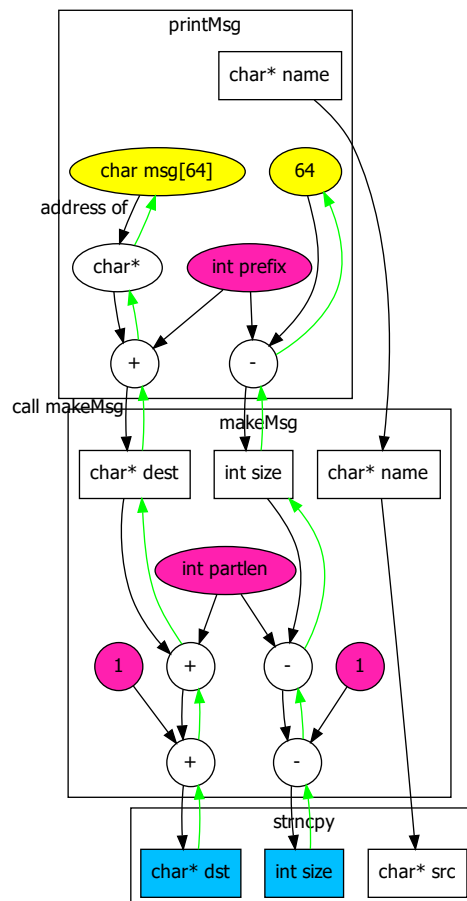 printMsg
char* name
char msg[64]
64
address of
char*
int prefix
+
-
call makeMsg
makeMsg
char* dest
int size
char* name
int partlen
1
+
-
1
+
-
strncpy
char* dst
int size
char* src